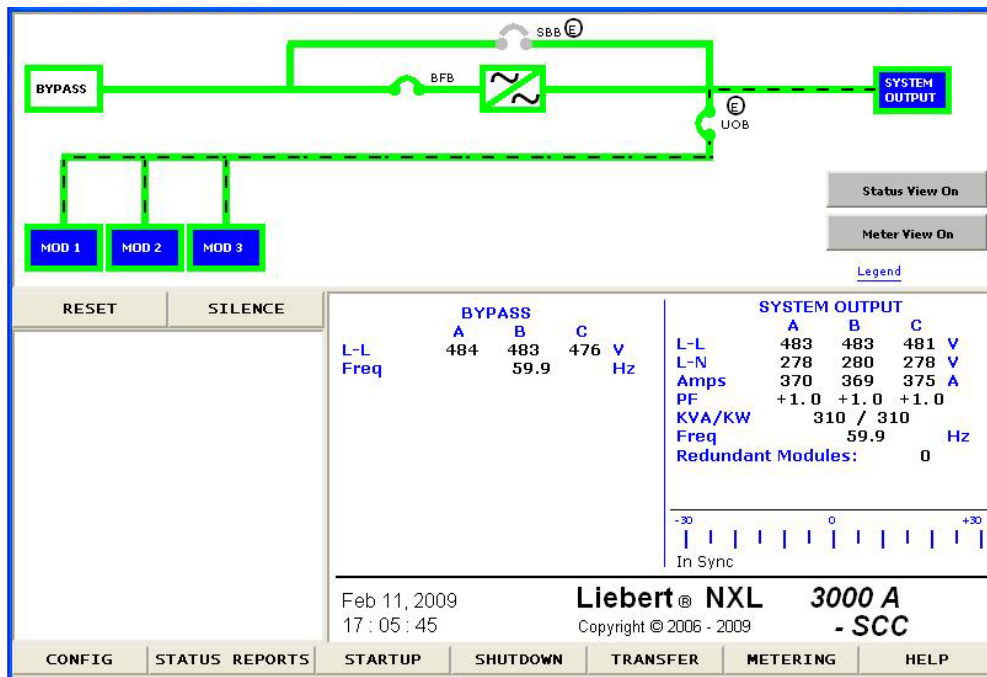 SBB Ⓔ
BYPASS
BFB
SYSTEM
OUTPUT
Ⓔ
UOB
Status View On
MOD 1 MOD 2 MOD 3
Meter View On
Legend
RESET SILENCE
BYPASS
A B C
L-L 484 483 476 V
Freq 59.9 Hz
SYSTEM OUTPUT
A B C
L-L 483 483 481 V
L-N 278 280 278 V
Amps 370 369 375 A
PF +1.0 +1.0 +1.0
KVA/KW 310 / 310
Freq 59.9 Hz
Redundant Modules: 0
-30 0 +30
In Sync
Feb 11, 2009
17 : 05 : 45
Liebert ® NXL
Copyright © 2006 - 2009
3000 A
- SCC
CONFIG STATUS REPORTS STARTUP SHUTDOWN TRANSFER METERING HELP